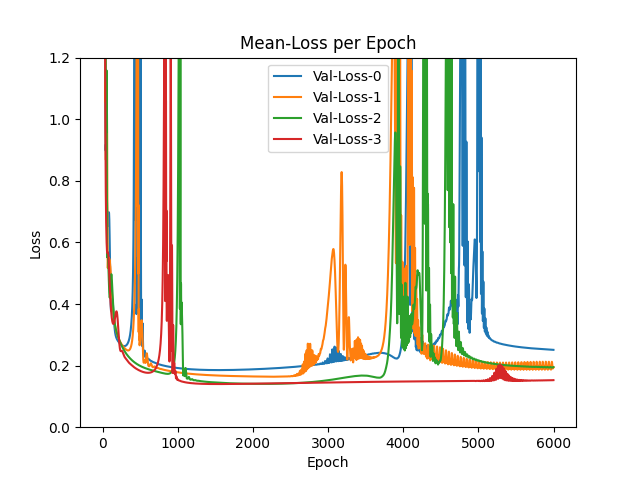 Mean-Loss per Epoch
1.2
1.0
0.8
0.6
0.4
0.2
0.0
Loss
Val-Loss-0
Val-Loss-1
Val-Loss-2
Val-Loss-3
0 1000 2000 3000 4000 5000 6000
Epoch